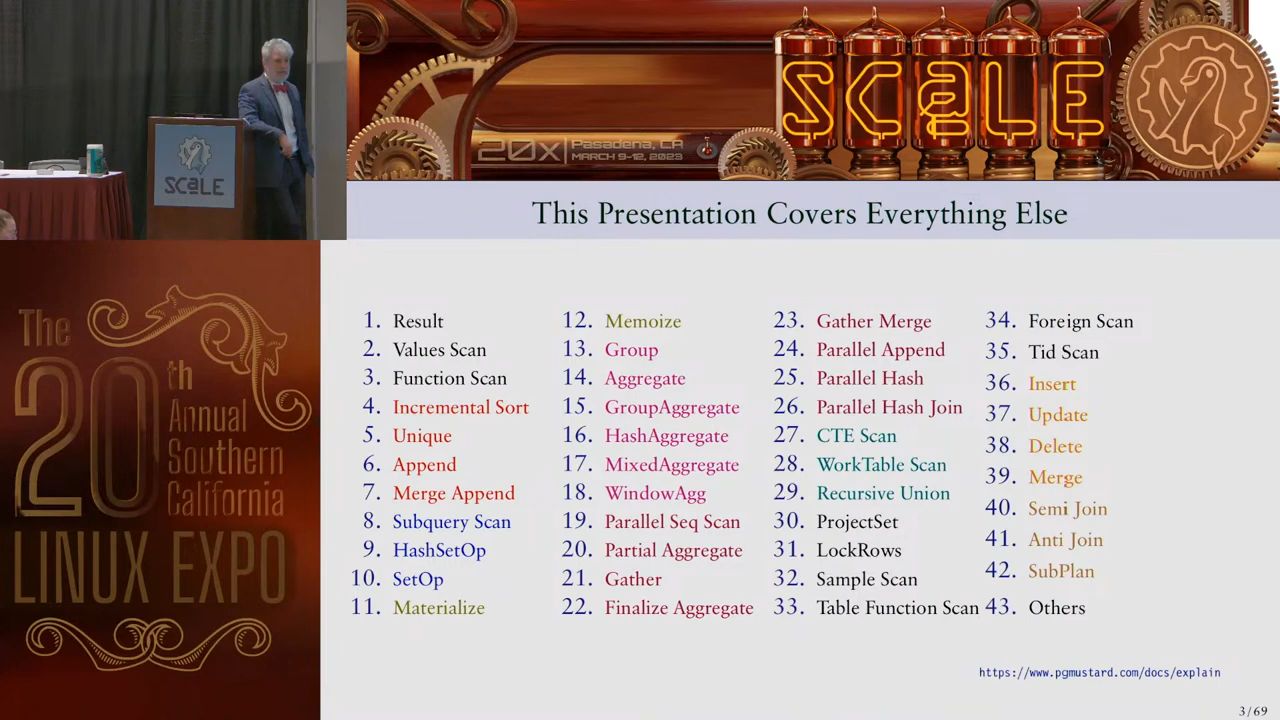 SCaLE
SCaLE
20x
Pasadena, CA
MARCH 9-12, 2023
This Presentation Covers Everything Else
The
20th
Annual
Southern
California
LINUX EXPO
1. Result
2. Values Scan
3. Function Scan
4. Incremental Sort
5. Unique
6. Append
7. Merge Append
8. Subquery Scan
9. HashSetOp
10. SetOp
11. Materialize
12. Memoize
13. Group
14. Aggregate
15. GroupAggregate
16. HashAggregate
17. MixedAggregate
18. WindowAgg
19. Parallel Seq Scan
20. Partial Aggregate
21. Gather
22. Finalize Aggregate
23. Gather Merge
24. Parallel Append
25. Parallel Hash
26. Parallel Hash Join
27. CTE Scan
28. WorkTable Scan
29. Recursive Union
30. ProjectSet
31. LockRows
32. Sample Scan
33. Table Function Scan
34. Foreign Scan
35. Tid Scan
36. Insert
37. Update
38. Delete
39. Merge
40. Semi Join
41. Anti Join
42. SubPlan
43. Others
https://www.pgmustard.com/docs/explain
3/69